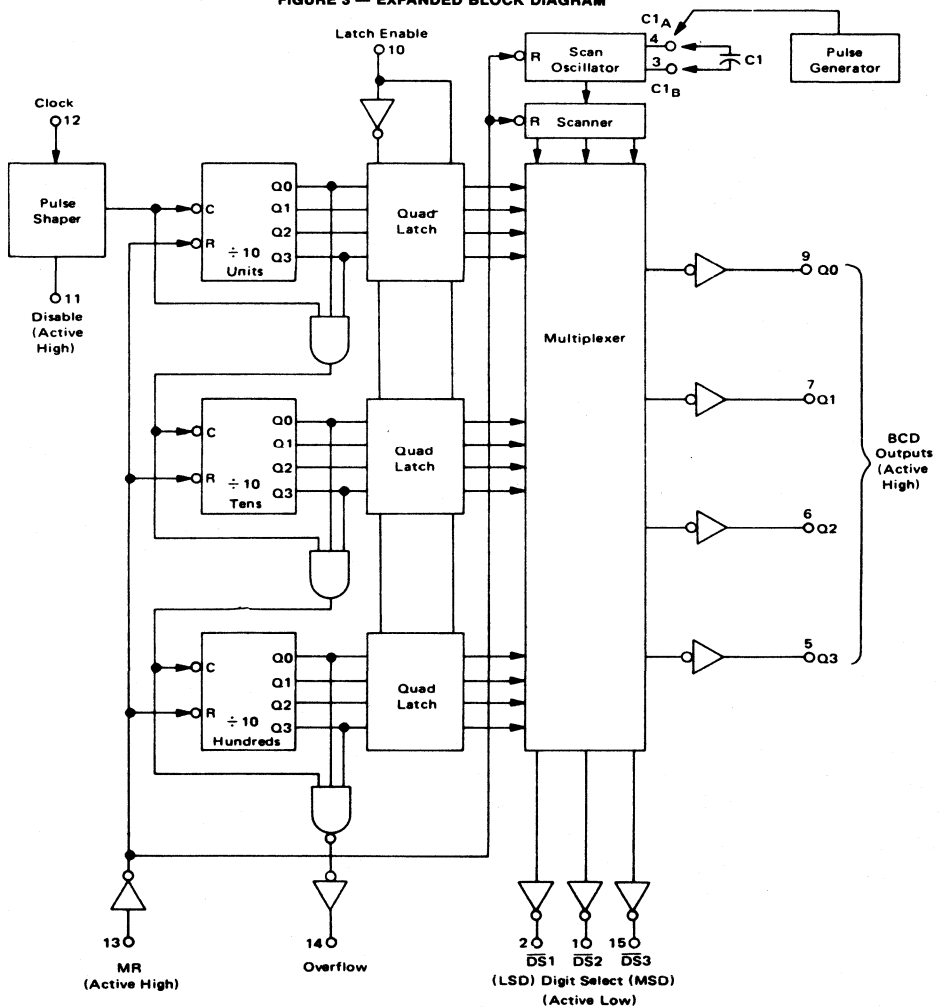 FIGURE 3 — EXPANDED BLOCK DIAGRAM
Latch Enable
10
C1A
4
3
C1
C1B
R
Scan
Oscillator
Pulse
Generator
R
Scanner
Clock
12
Pulse
Shaper
11
Disable
(Active
High)
C
R
÷10
Units
Q0
Q1
Q2
Q3
Quad
Latch
Multiplexer
9
Q0
7
Q1
6
Q2
5
Q3
BCD
Outputs
(Active
High)
C
R
÷10
Tens
Q0
Q1
Q2
Q3
Quad
Latch
C
R
÷10
Hundreds
Q0
Q1
Q2
Q3
Quad
Latch
13
MR
(Active High)
14
Overflow
2
1
15
DS1
DS2
DS3
(LSD) Digit Select (MSD)
(Active Low)